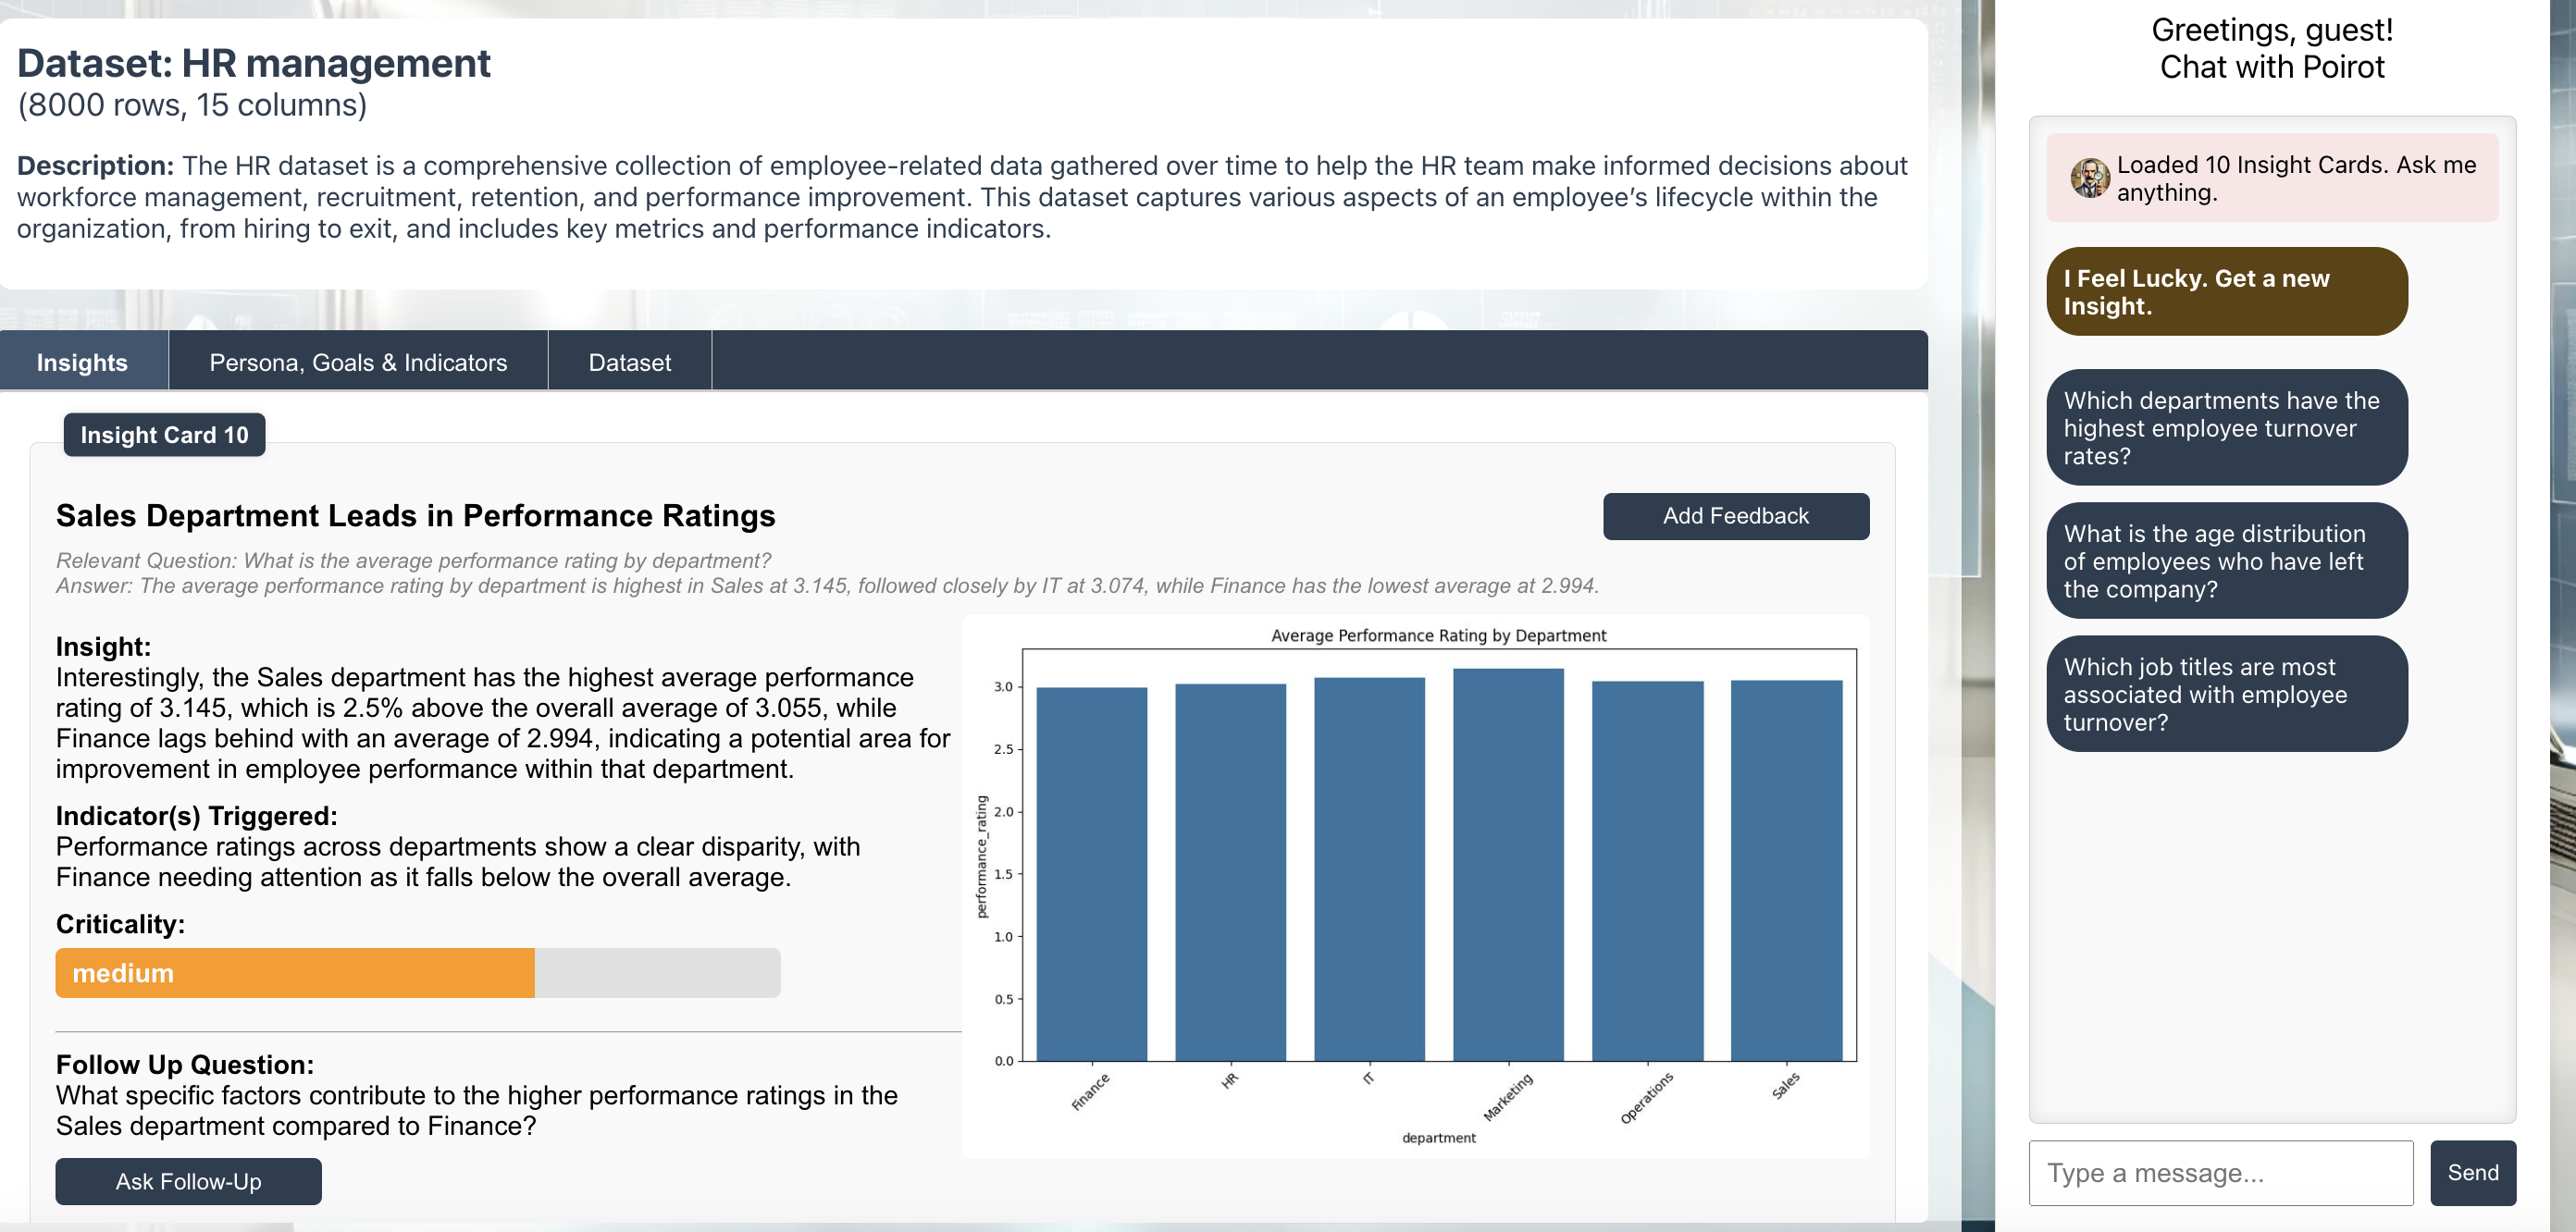 Dataset: HR management
(8000 rows, 15 columns)
Description: The HR dataset is a comprehensive collection of employee-related data gathered over time to help the HR team make informed decisions about
workforce management, recruitment, retention, and performance improvement. This dataset captures various aspects of an employee’s lifecycle within the
organization, from hiring to exit, and includes key metrics and performance indicators.
Insights
Persona, Goals & Indicators
Dataset
Insight Card 10
Sales Department Leads in Performance Ratings
Add Feedback
Relevant Question: What is the average performance rating by department?
Answer: The average performance rating by department is highest in Sales at 3.145, followed closely by IT at 3.074, while Finance has the lowest average at 2.994.
Insight:
Interestingly, the Sales department has the highest average performance
rating of 3.145, which is 2.5% above the overall average of 3.055, while
Finance lags behind with an average of 2.994, indicating a potential area for
improvement in employee performance within that department.
Indicator(s) Triggered:
Performance ratings across departments show a clear disparity, with
Finance needing attention as it falls below the overall average.
Criticality:
medium
Follow Up Question:
What specific factors contribute to the higher performance ratings in the
Sales department compared to Finance?
Ask Follow-Up
Average Performance Rating by Department
performance_rating
3.0
2.5
2.0
1.5
1.0
0.5
0.0
Finance
HR
IT
Marketing
Operations
Sales
department
Greetings, guest!
Chat with Poirot
Loaded 10 Insight Cards. Ask me
anything.
I Feel Lucky. Get a new
Insight.
Which departments have the
highest employee turnover
rates?
What is the age distribution
of employees who have left
the company?
Which job titles are most
associated with employee
turnover?
Type a message...
Send